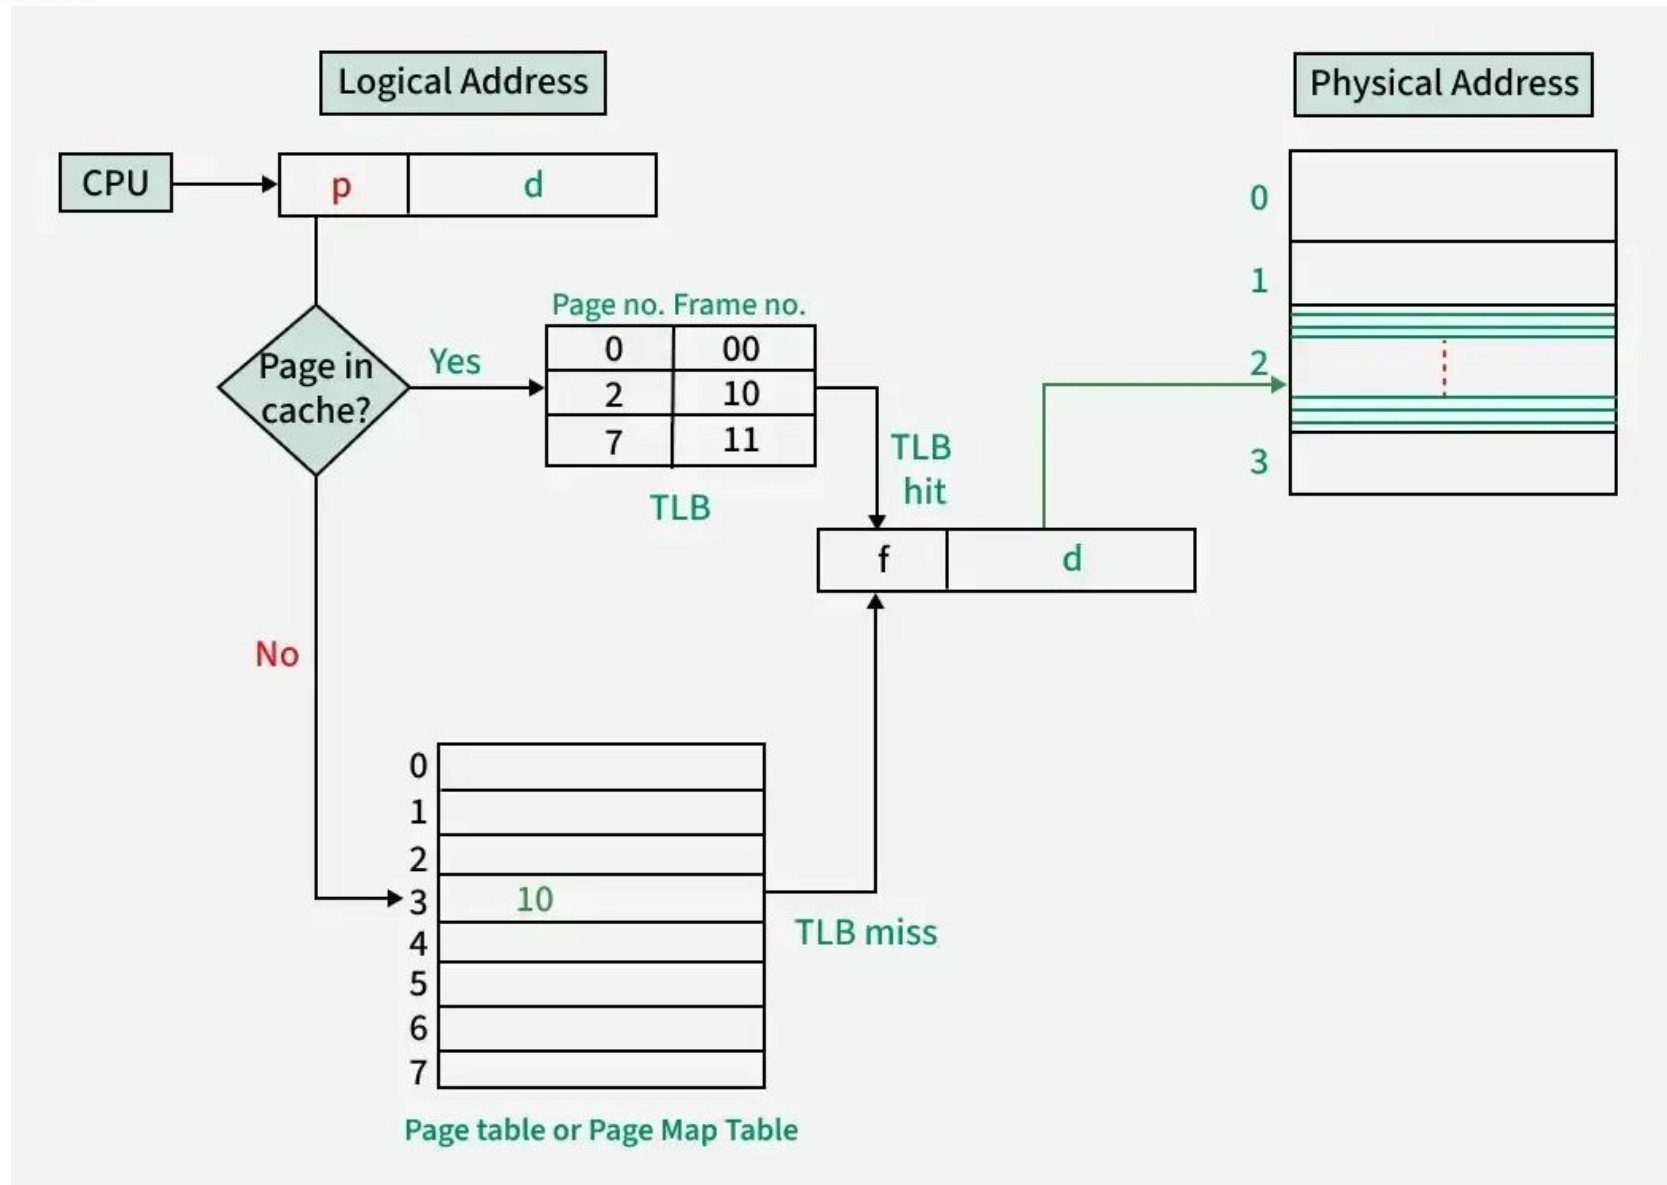 Logical Address
Physical Address
CPU
p d
0
1
2
3
Page in
cache?
Yes
Page no. Frame no.
0 00
2 10
7 11
TLB
TLB
hit
f d
No
0
1
2
3 10
4
5
6
7
TLB miss
Page table or Page Map Table